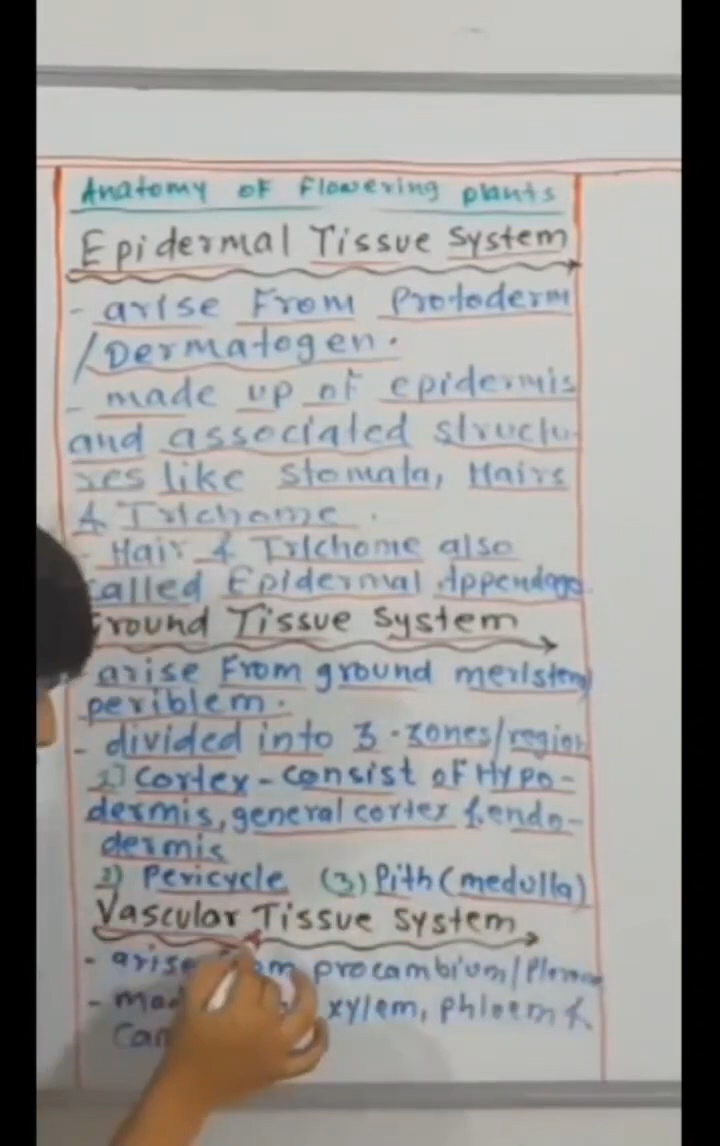 Anatomy of Flowering plants
Epidermal Tissue System
- arise From Protoderm
/Dermatogen.
- made up of epidermis
and associated structu-
res like Stomata, Hairs
& Trichome.
- Hair & Trichome also
called Epidermal Appendage.
Ground Tissue System
arise From ground meristem/
periblem.
- divided into 3-zones/region
1) Cortex - consist of Hypo-
dermis, general cortex & endo-
dermis
2) Pericycle (3) Pith (medulla)
Vascular Tissue System
- arise procambium/
- xylem, phloem &